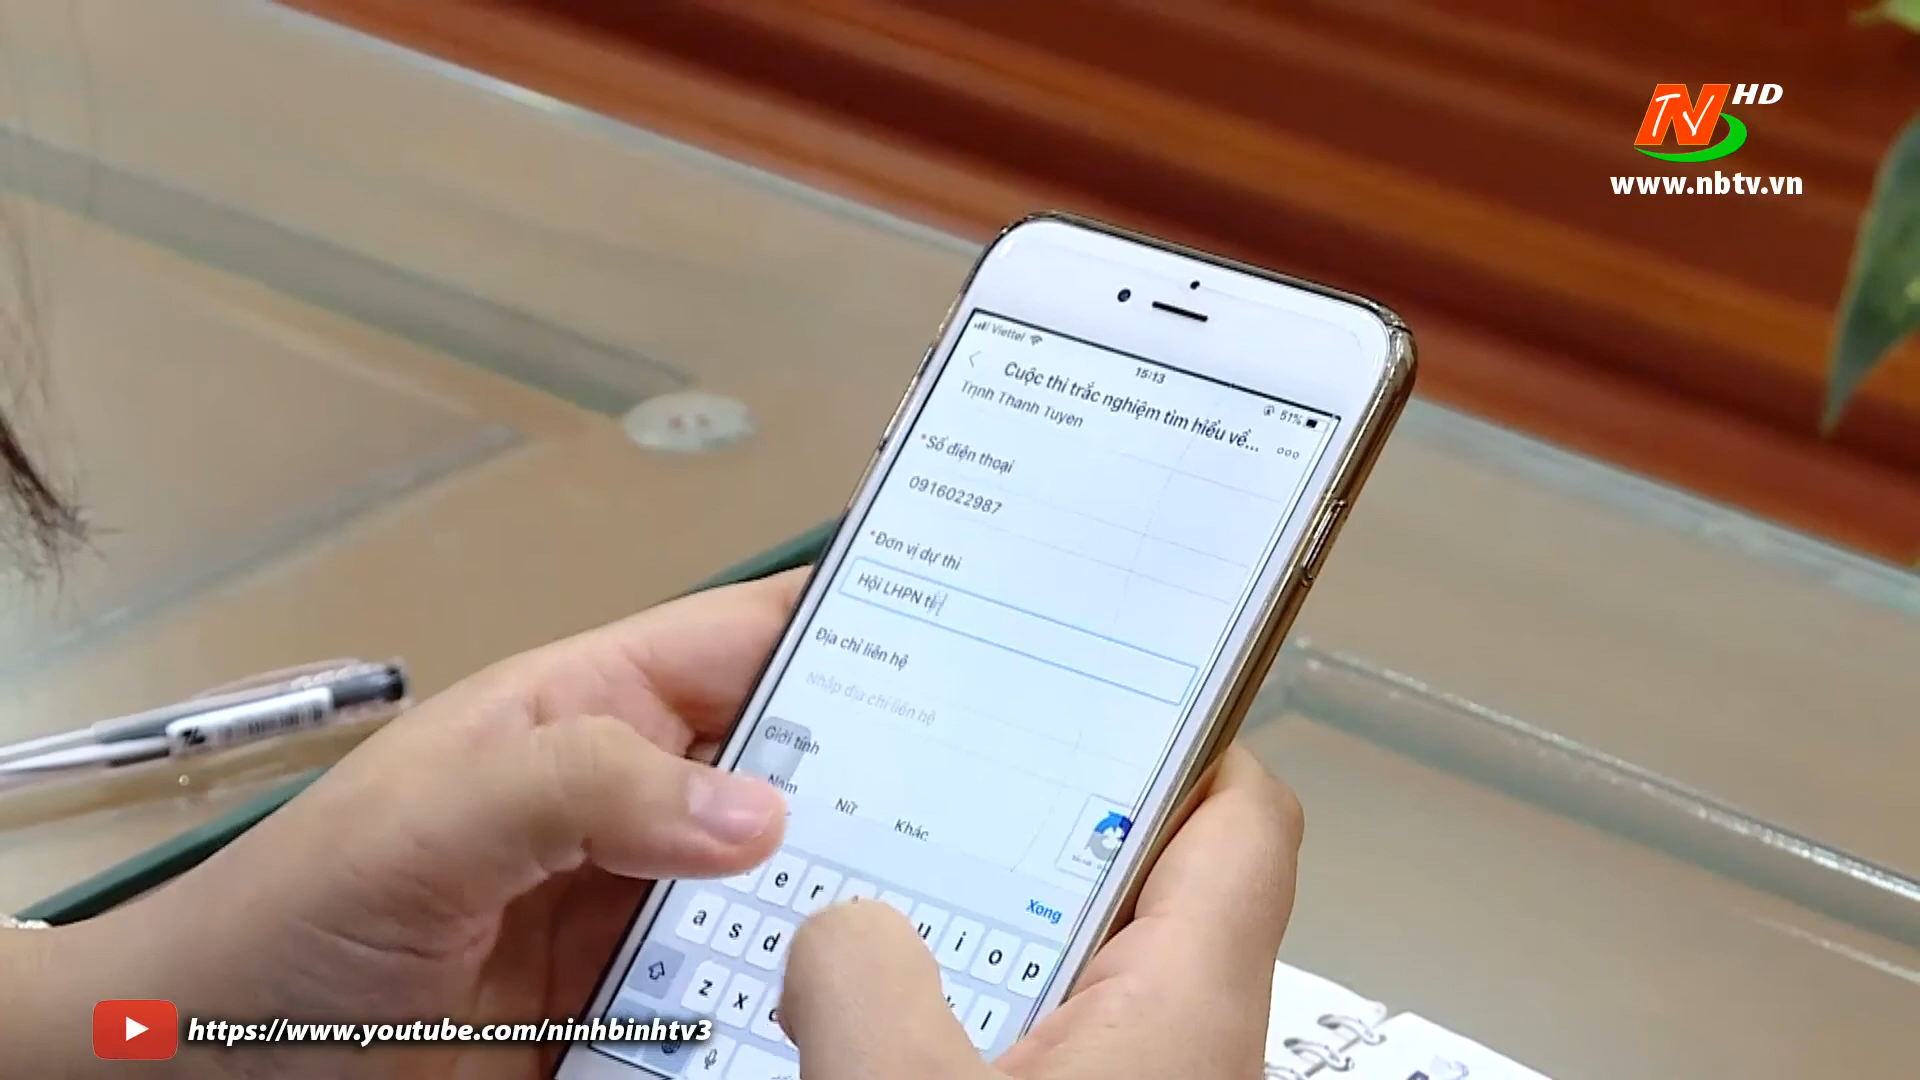 NTV HD
www.nbtv.vn
Viettel
15:13
51%
Cuộc thi trắc nghiệm tìm hiểu về...
Trịnh Thanh Tuyen
*Số điện thoại
0916022987
*Đơn vị dự thi
Hội LHPN tỉ
Địa chỉ liên hệ
Nhập địa chỉ liên hệ
Giới tính
Nam
Nữ
Khác
Xong
e r u i o p
a s d l
z x
https://www.youtube.com/ninhbinhtv3